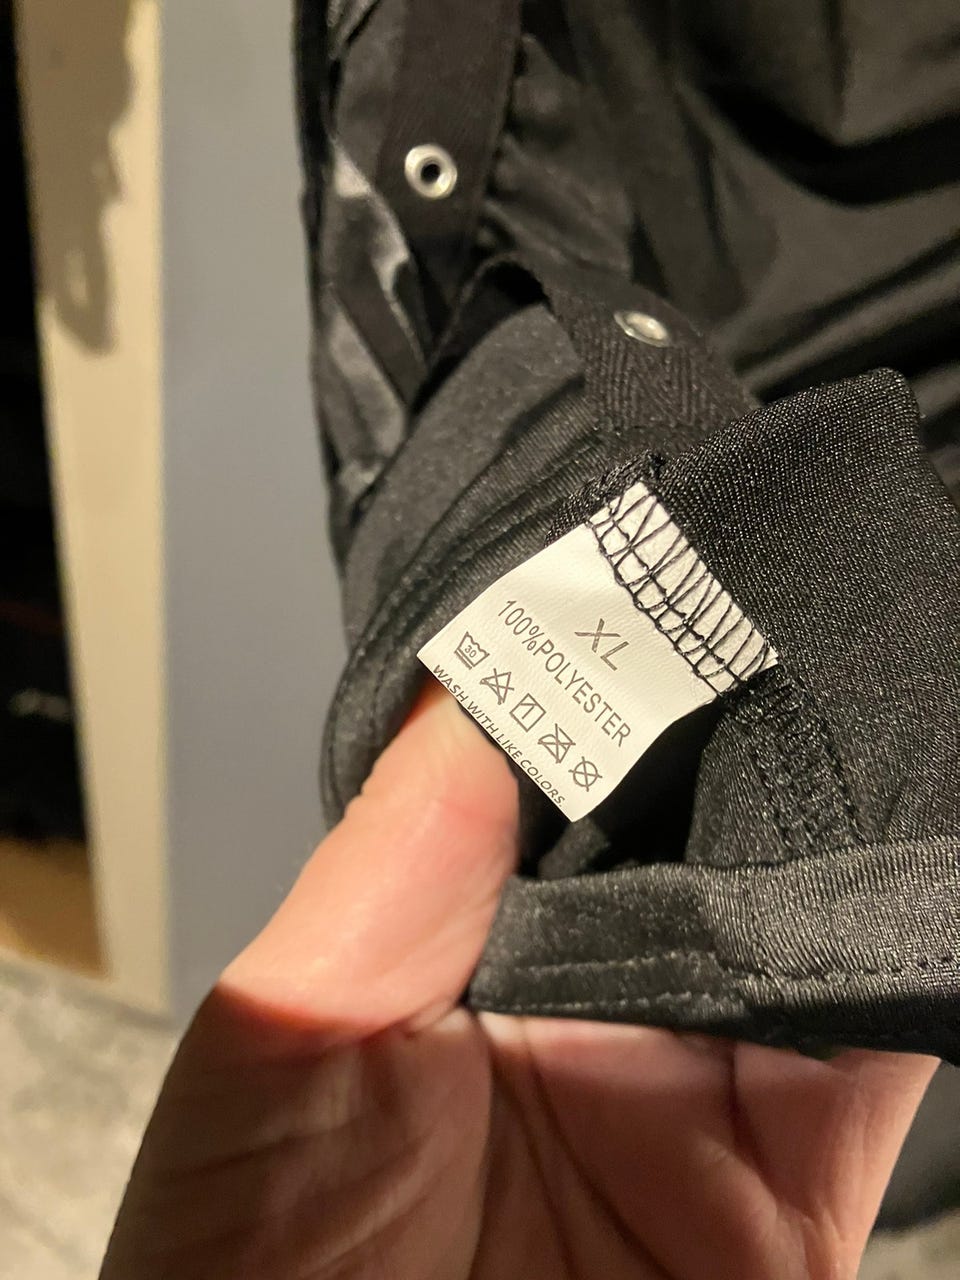 XL
100%POLYESTER
30
WASH WITH LIKE COLORS.